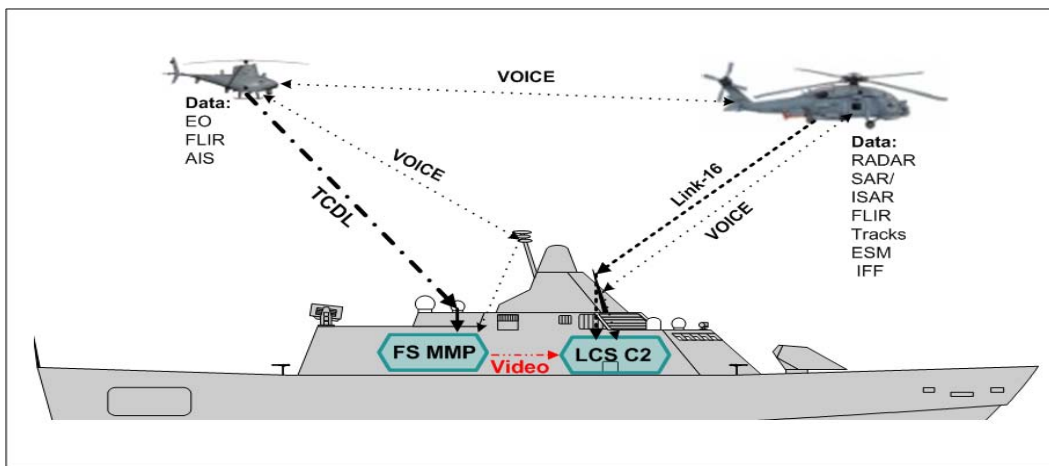 VOICE
Data:
EO
FLIR
AIS
VOICE
TCDL
Link-16
VOICE
Data:
RADAR
SAR/
ISAR
FLIR
Tracks
ESM
IFF
FS MMP
Video
LCS C2